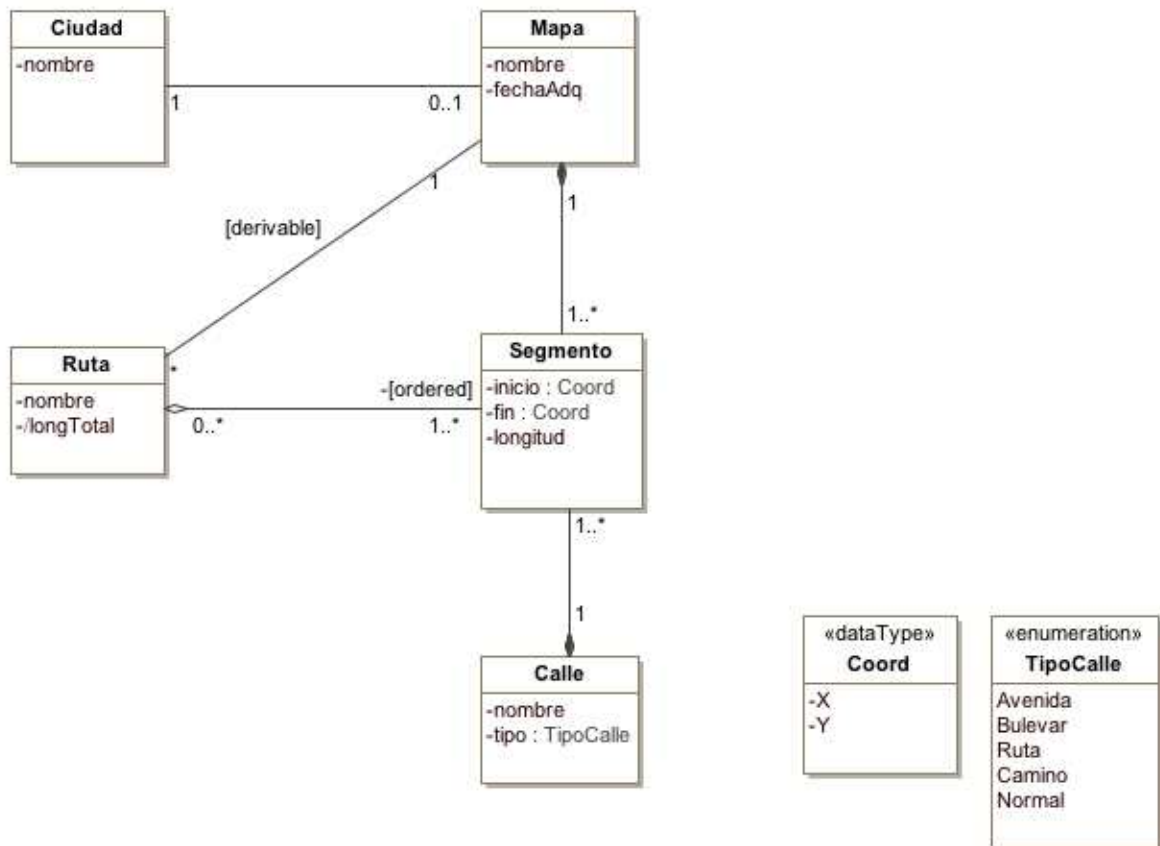 Ciudad
-nombre
Mapa
-nombre
-fechaAdq
1
0..1
1
1
[derivable]
1..*
Ruta
-nombre
-/longTotal
*
0..*
-[ordered]
1..*
Segmento
-inicio : Coord
-fin : Coord
-longitud
1..*
1
Calle
-nombre
-tipo : TipoCalle
«dataType»
Coord
-X
-Y
«enumeration»
TipoCalle
Avenida
Bulevar
Ruta
Camino
Normal